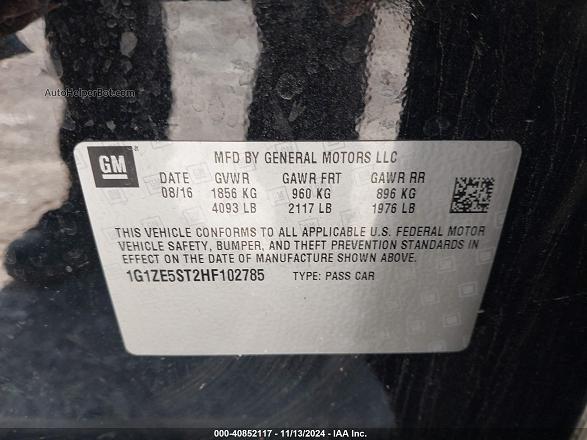 AutoHelperBot.com
GM
MFD BY GENERAL MOTORS LLC
DATE GVWR GAWR FRT GAWR RR
08/16 1856 KG 960 KG 896 KG
4093 LB 2117 LB 1976 LB
THIS VEHICLE CONFORMS TO ALL APPLICABLE U.S. FEDERAL MOTOR
VEHICLE SAFETY, BUMPER, AND THEFT PREVENTION STANDARDS IN
EFFECT ON THE DATE OF MANUFACTURE SHOWN ABOVE.
1G1ZE5ST2HF102785 TYPE: PASS CAR
000-40852117 - 11/13/2024 - IAA Inc.